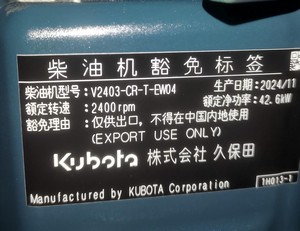 柴油机豁免标签
柴油机型号: V2403-CR-T-EW04 生产日期:2024/11
额定转速: 2400rpm 额定净功率:42.6kW
豁免理由: 仅供出口，不得在中国内地使用
(EXPORT USE ONLY)
Kubota 株式会社 久保田
Manufactured by KUBOTA Corporation 1H013-1